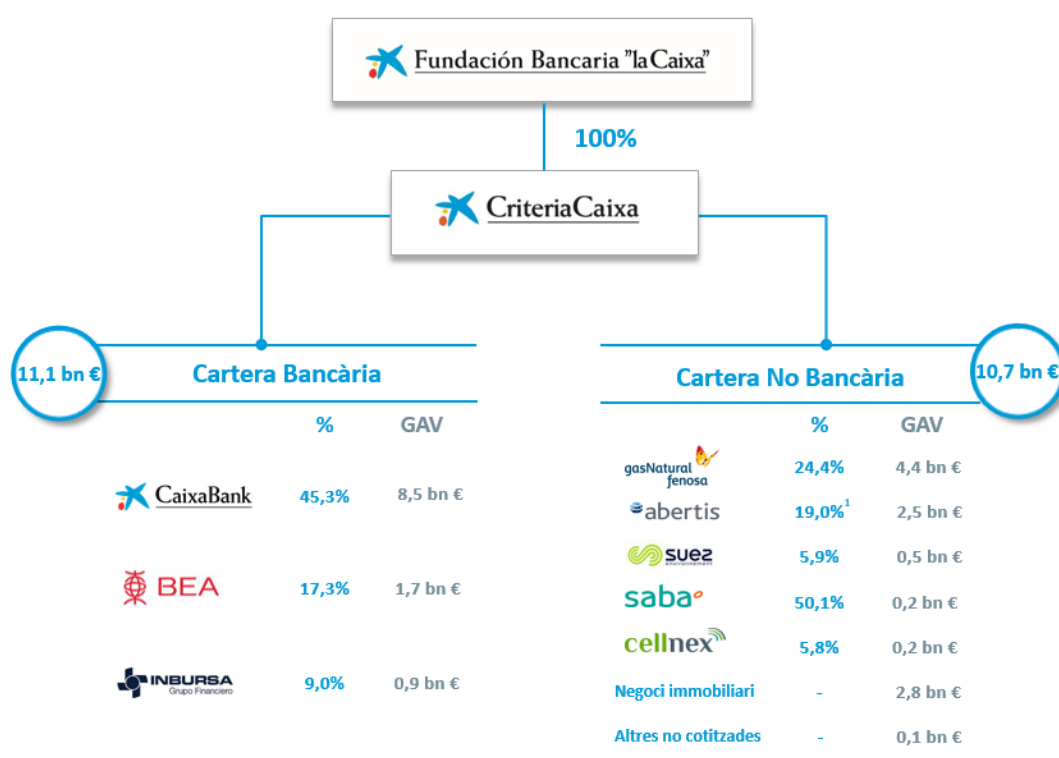 Fundación Bancaria "la Caixa"
100%
CriteriaCaixa
11,1 bn €
Cartera Bancària
% GAV
CaixaBank 45,3% 8,5 bn €
BEA 17,3% 1,7 bn €
INBURSA
Grupo Financiero
9,0% 0,9 bn €
10,7 bn €
Cartera No Bancària
% GAV
gasNatural
fenosa
24,4% 4,4 bn €
abertis 19,0%¹ 2,5 bn €
suez
environnement
5,9% 0,5 bn €
saba 50,1% 0,2 bn €
cellnex 5,8% 0,2 bn €
Negoci immobiliari - 2,8 bn €
Altres no cotitzades - 0,1 bn €